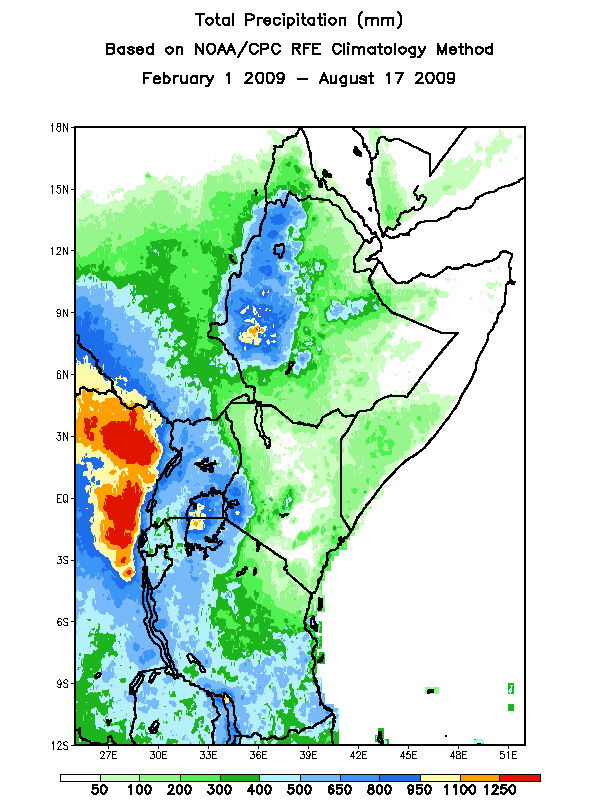 Total Precipitation (mm)
Based on NOAA/CPC RFE Climatology Method
February 1 2009 – August 17 2009
18N
15N
12N
9N
6N
3N
EQ
3S
6S
9S
12S
27E 30E 33E 36E 39E 42E 45E 48E 51E
50 100 200 300 400 500 650 800 950 1100 1250